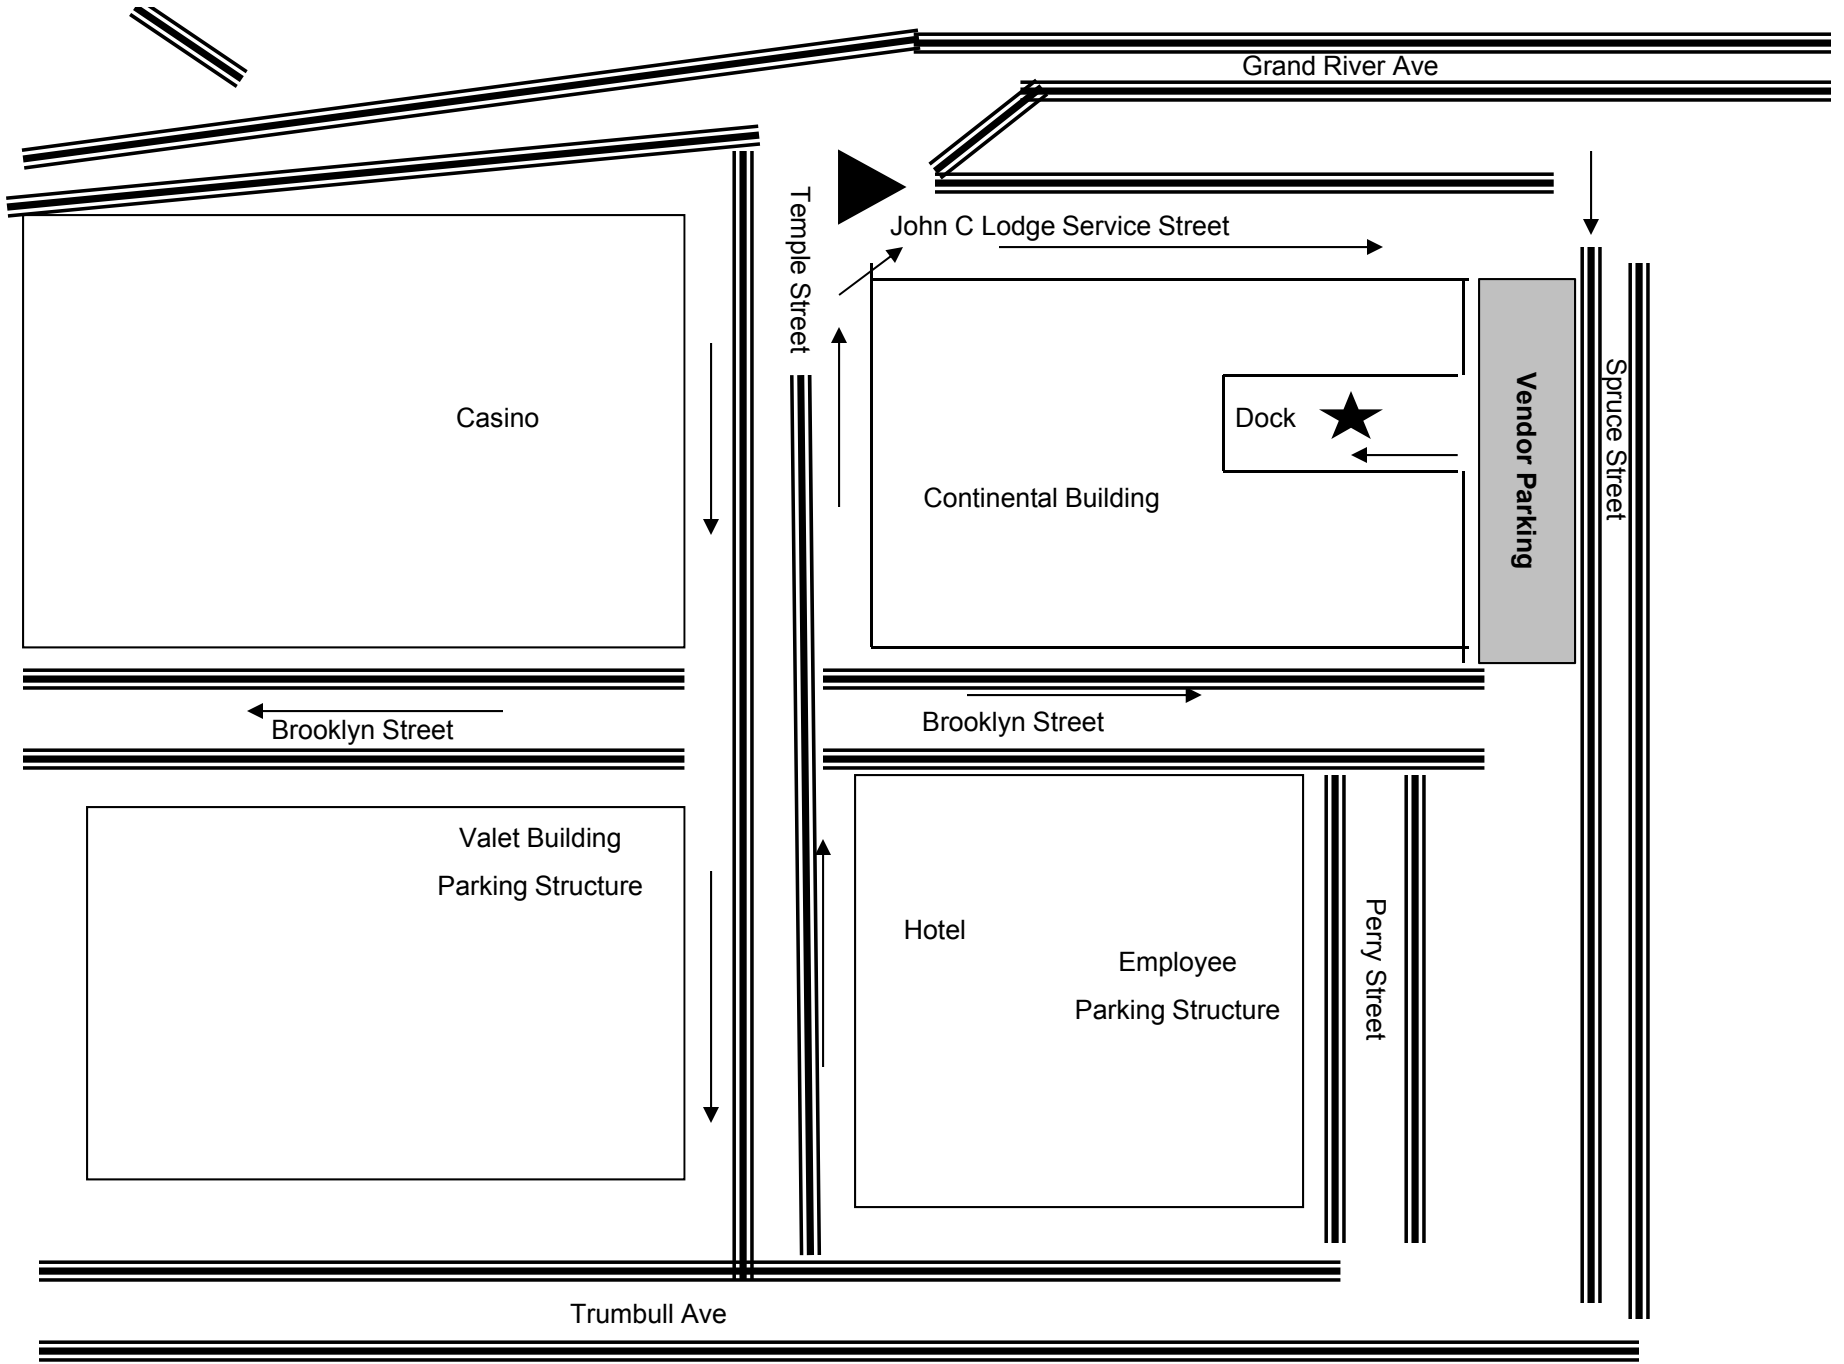 Grand River Ave
Temple Street
John C Lodge Service Street
Casino
Dock
Vendor Parking
Spruce Street
Continental Building
Brooklyn Street
Brooklyn Street
Valet Building
Parking Structure
Hotel
Employee
Parking Structure
Perry Street
Trumbull Ave